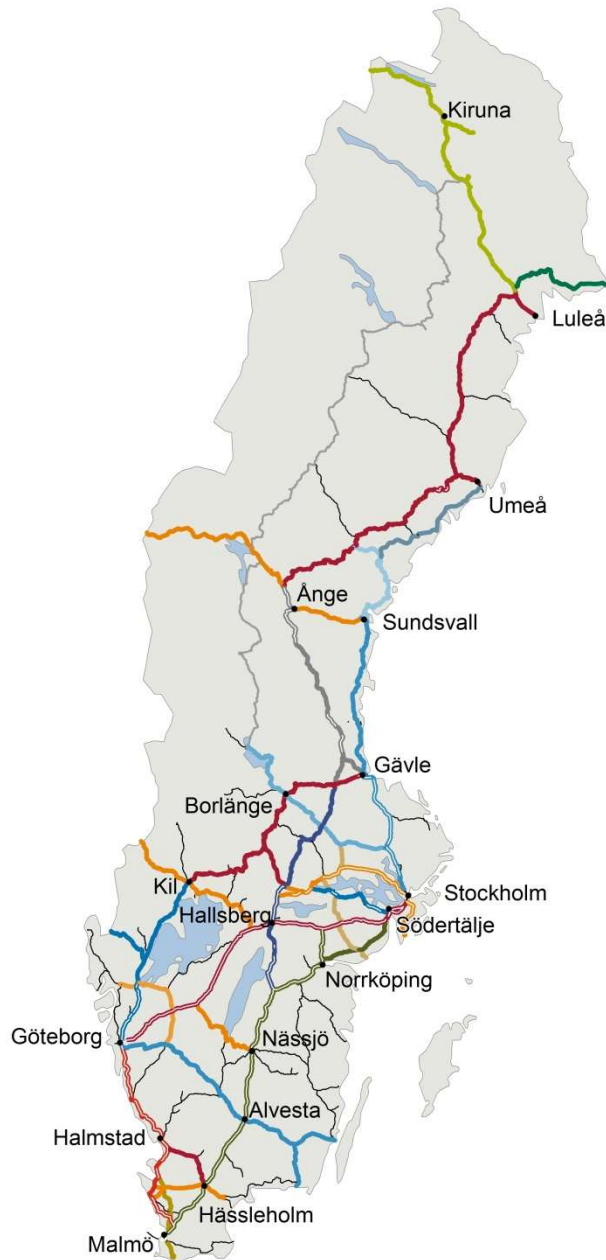 Kiruna
Luleå
Umeå
Ånge
Sundsvall
Gävle
Borlänge
Kil
Stockholm
Hallsberg
Södertälje
Norrköping
Göteborg
Nässjö
Alvesta
Halmstad
Hässleholm
Malmö